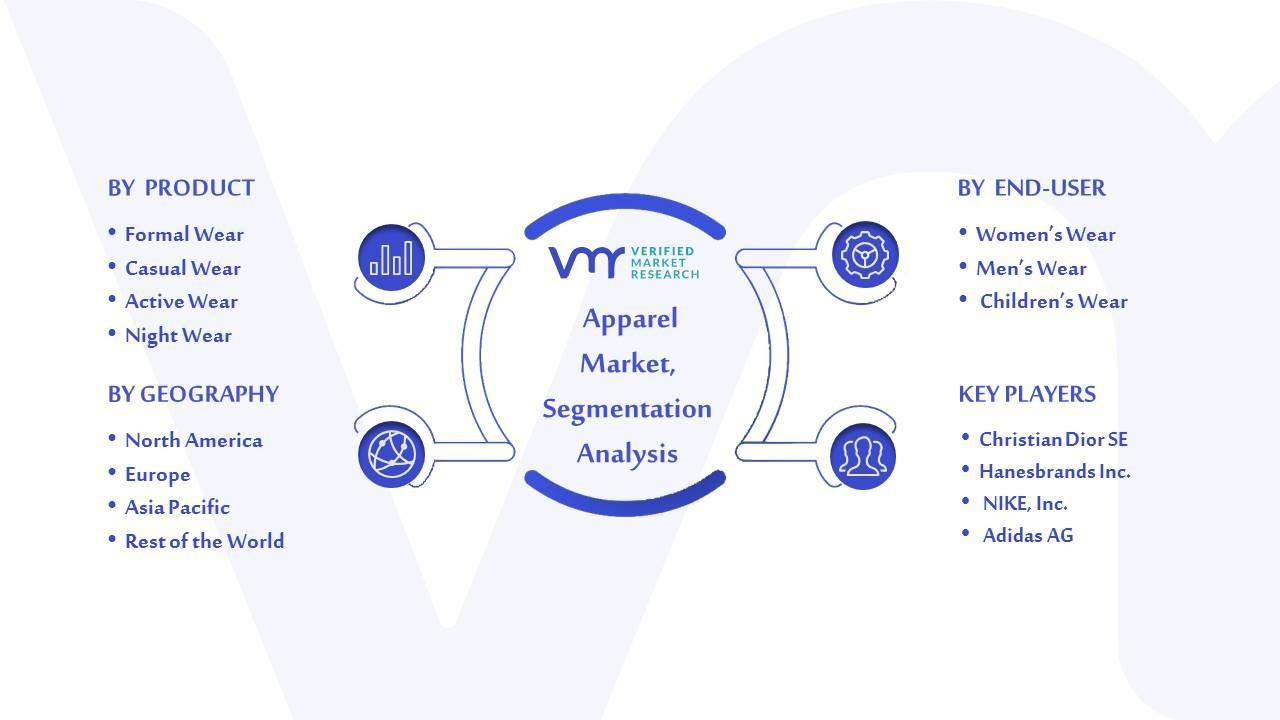 BY PRODUCT
• Formal Wear
• Casual Wear
• Active Wear
• Night Wear
BY GEOGRAPHY
• North America
• Europe
• Asia Pacific
• Rest of the World
vmr
VERIFIED
MARKET
RESEARCH
Apparel
Market,
Segmentation
Analysis
BY END-USER
• Women's Wear
• Men's Wear
• Children's Wear
KEY PLAYERS
• Christian Dior SE
• Hanesbrands Inc.
• NIKE, Inc.
• Adidas AG